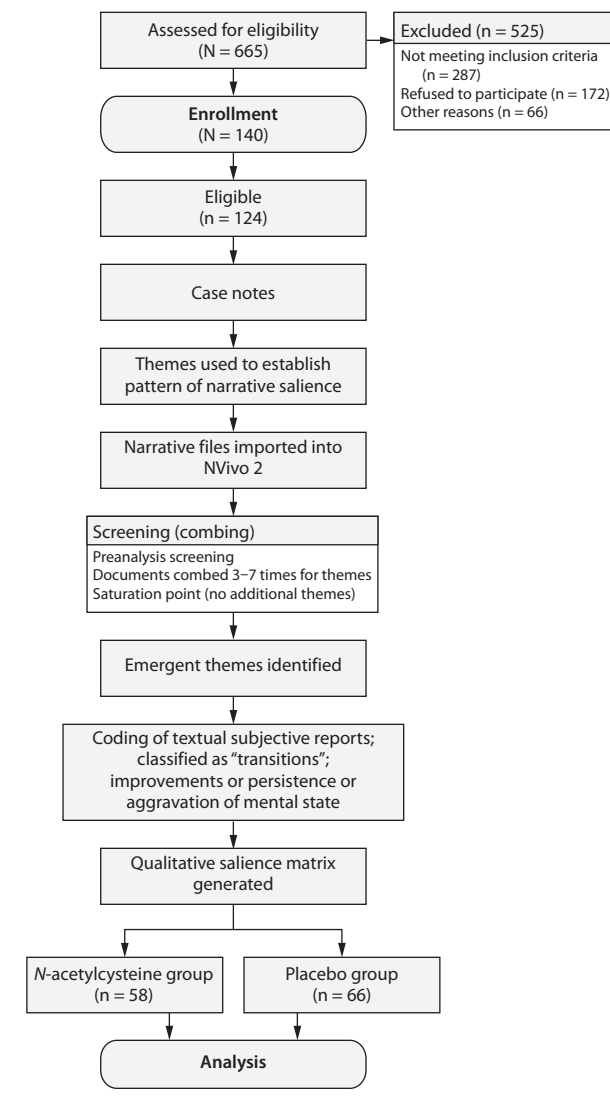 Assessed for eligibility
(N = 665)
Excluded (n = 525)
Not meeting inclusion criteria
(n = 287)
Refused to participate (n = 172)
Other reasons (n = 66)
Enrollment
(N = 140)
Eligible
(n = 124)
Case notes
Themes used to establish
pattern of narrative salience
Narrative files imported into
NVivo 2
Screening (combing)
Preanalysis screening
Documents combed 3–7 times for themes
Saturation point (no additional themes)
Emergent themes identified
Coding of textual subjective reports;
classified as “transitions”;
improvements or persistence or
aggravation of mental state
Qualitative salience matrix
generated
N-acetylcysteine group
(n = 58)
Placebo group
(n = 66)
Analysis